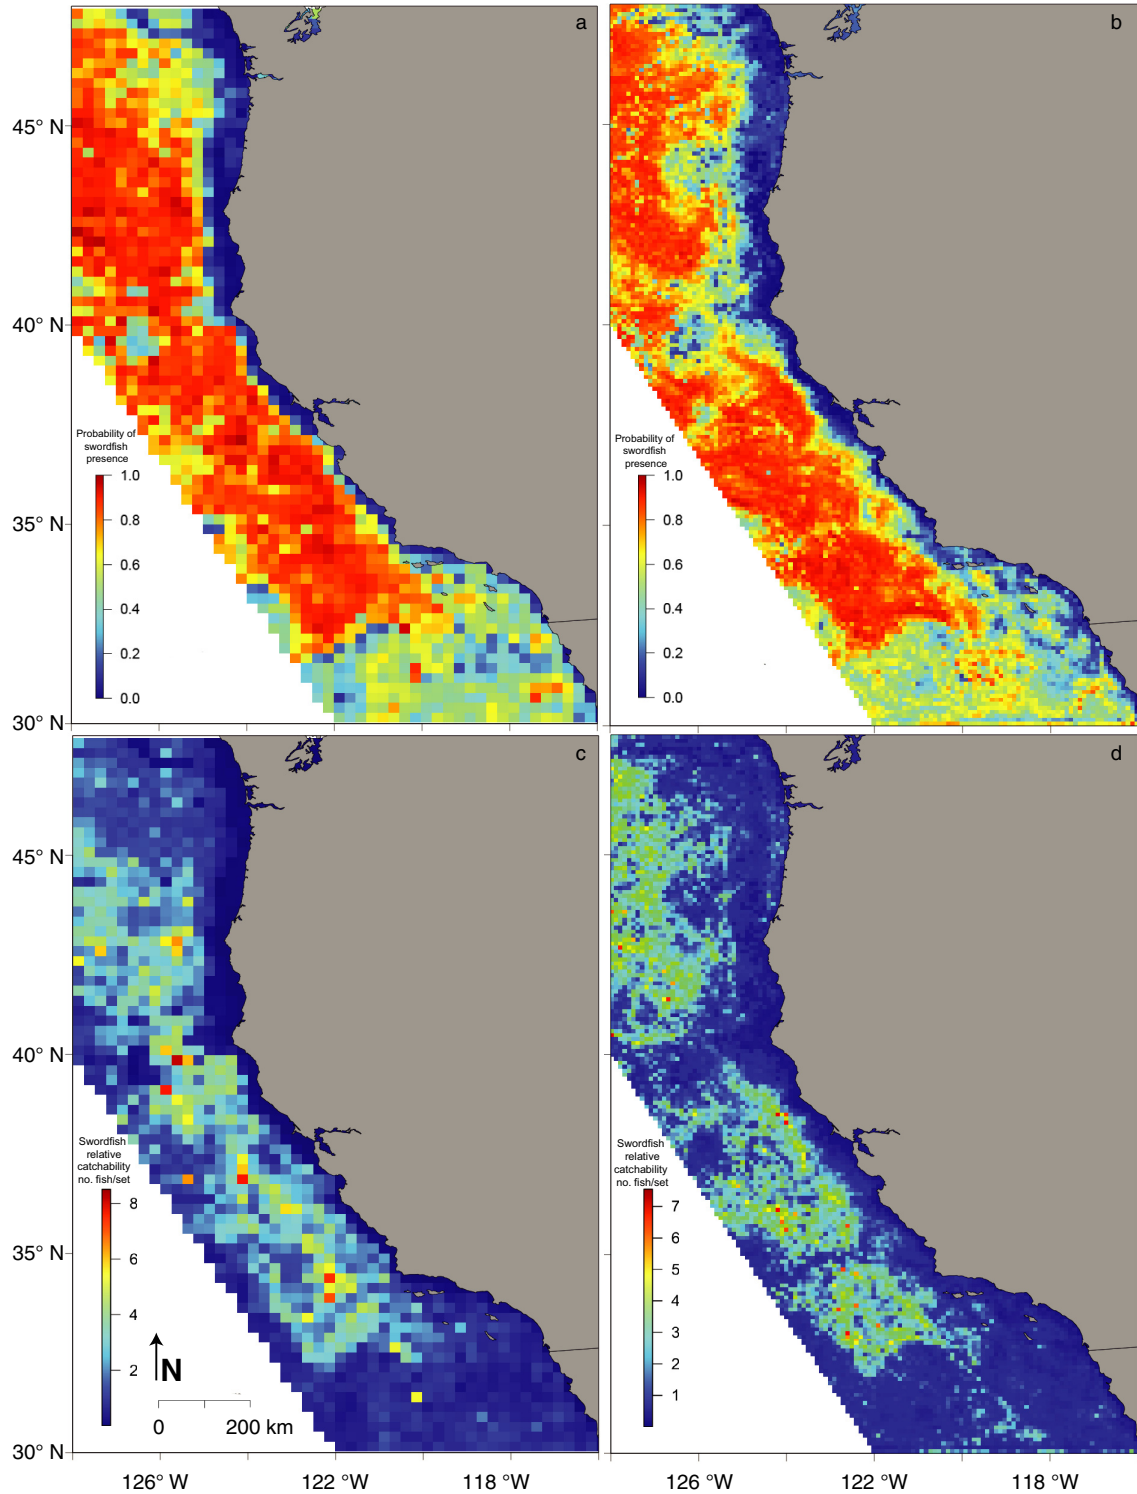 a
b
45° N
40° N
35° N
30° N
Probability of
swordfish
presence
1.0
0.8
0.6
0.4
0.2
0.0
Probability of
swordfish
presence
1.0
0.8
0.6
0.4
0.2
0.0
c
d
45° N
40° N
35° N
30° N
Swordfish
relative
catchability
no. fish/set
8
6
4
2
N
0 200 km
Swordfish
relative
catchability
no. fish/set
7
6
5
4
3
2
1
126 °W 122 °W 118 °W
126 °W 122 °W 118 °W